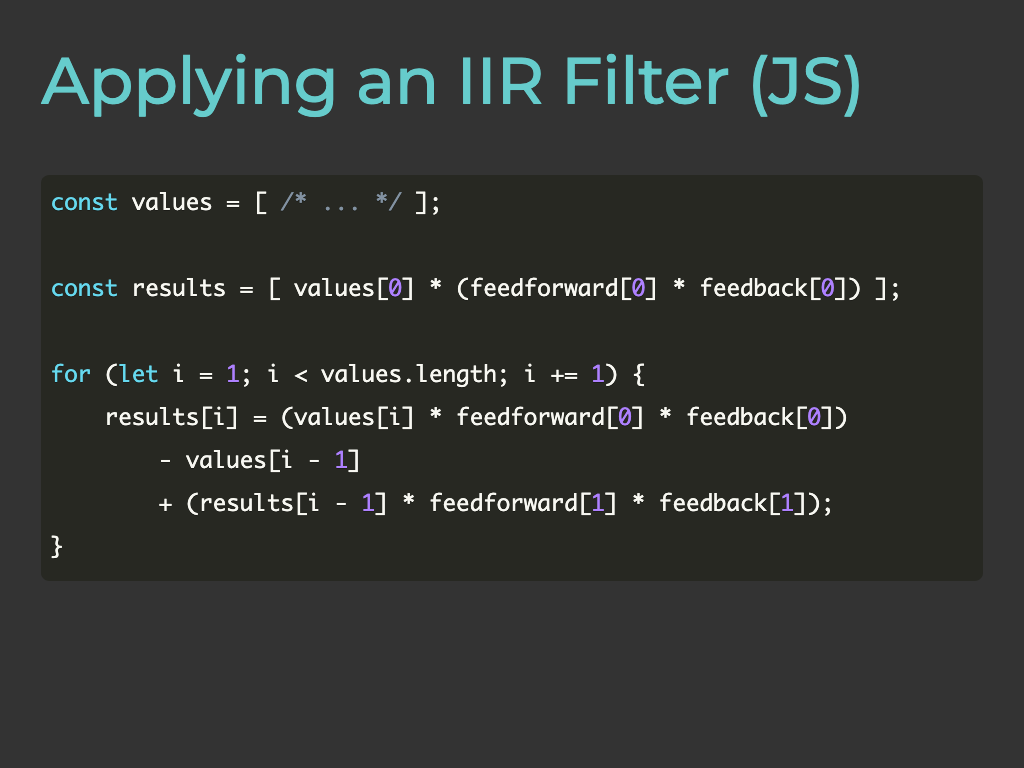 Applying an IIR Filter (JS)
const values = [ /* ... */ ];
const results = [ values[0] * (feedforward[0] * feedback[0]) ];
for (let i = 1; i < values.length; i += 1) {
    results[i] = (values[i] * feedforward[0] * feedback[0])
        - values[i - 1]
        + (results[i - 1] * feedforward[1] * feedback[1]);
}